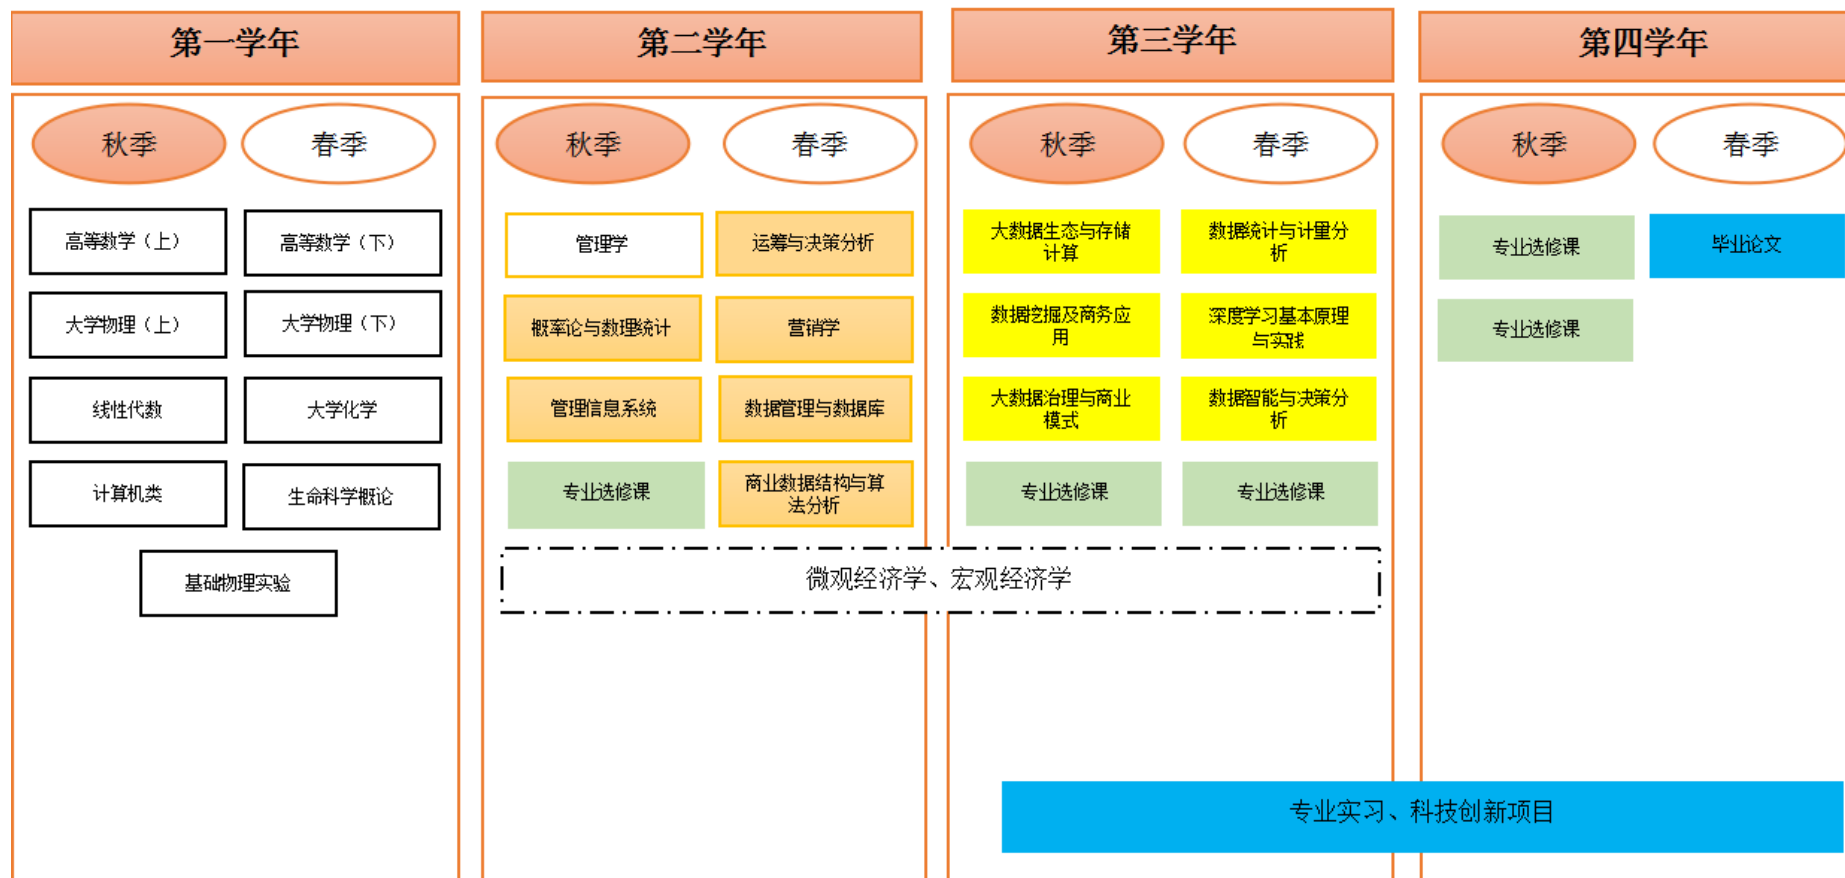 第一学年
秋季
春季
高等数学（上）
高等数学（下）
大学物理（上）
大学物理（下）
线性代数
大学化学
计算机类
生命科学概论
基础物理实验
第二学年
秋季
春季
管理学
运筹与决策分析
概率论与数理统计
营销学
管理信息系统
数据管理与数据库
专业选修课
商业数据结构与算
法分析
第三学年
秋季
春季
大数据生态与存储
计算
数据统计与计量分
析
数据挖掘及商务应
用
深度学习基本原理
与实践
大数据治理与商业
模式
数据智能与决策分
析
专业选修课
专业选修课
微观经济学、宏观经济学
第四学年
秋季
春季
专业选修课
毕业论文
专业选修课
专业实习、科技创新项目